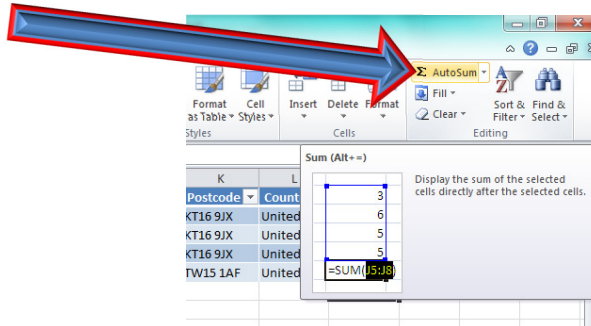 Σ AutoSum
Fill
Clear
Format as Table
Cell Styles
Insert
Delete
Format
Sort & Filter
Find & Select
Styles
Cells
Editing
Sum (Alt+=)
Display the sum of the selected
cells directly after the selected cells.
3
6
5
5
=SUM(J5:J8)
K L
Postcode Count
KT16 9JX United
KT16 9JX United
KT16 9JX United
TW15 1AF United